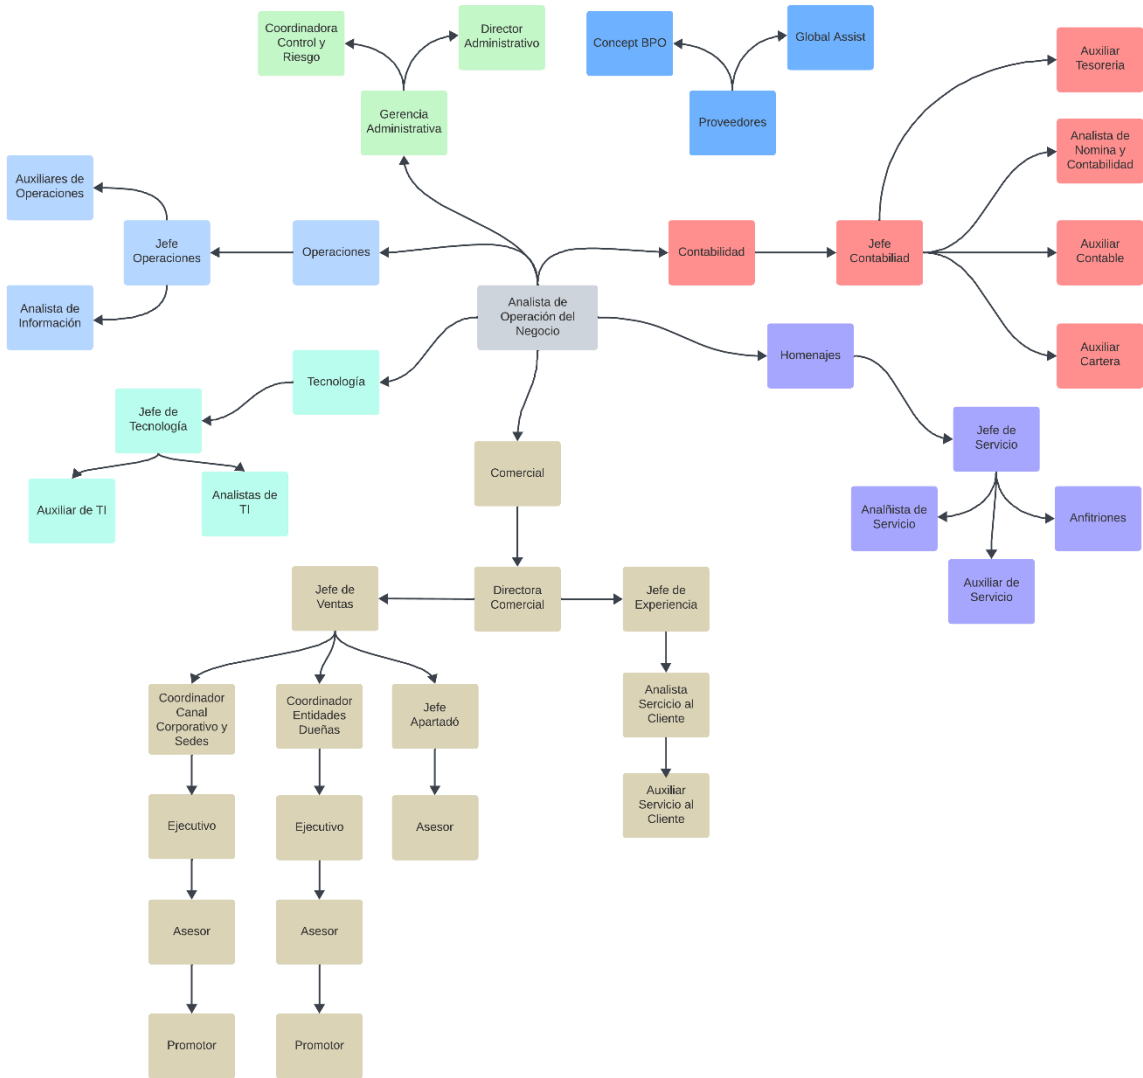 Coordinadora
Control y
Riesgo
Director
Administrativo
Gerencia
Administrativa
Concept BPO
Global Assist
Proveedores
Auxiliar
Tesoreria
Analista de
Nomina y
Contabilidad
Auxiliar
Contable
Auxiliar
Cartera
Jefe
Contabiliad
Contabilidad
Auxiliares de
Operaciones
Jefe
Operaciones
Operaciones
Analista de
Información
Analista de
Operación del
Negocio
Homenajes
Tecnología
Jefe de
Tecnología
Auxiliar de TI
Analistas de
TI
Jefe de
Servicio
Analñista de
Servicio
Anfitriones
Auxiliar de
Servicio
Comercial
Jefe de
Ventas
Directora
Comercial
Jefe de
Experiencia
Coordinador
Canal
Corporativo y
Sedes
Coordinador
Entidades
Dueñas
Jefe
Apartadó
Analista
Sercicio al
Cliente
Ejecutivo
Ejecutivo
Asesor
Auxiliar
Servicio al
Cliente
Asesor
Asesor
Promotor
Promotor